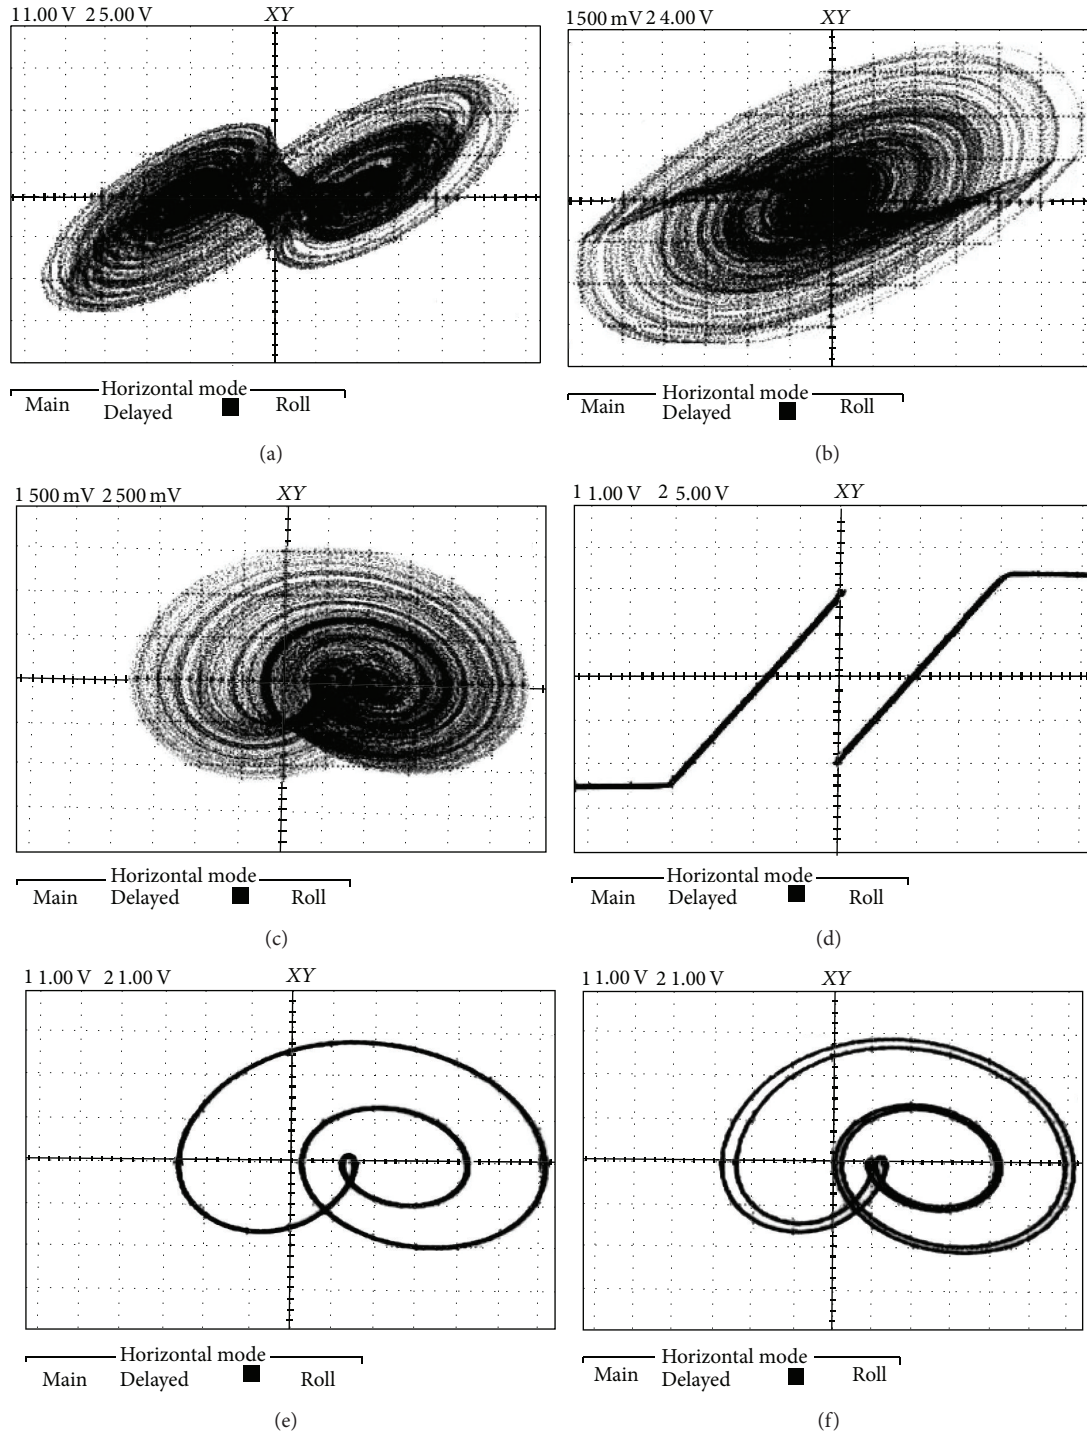 1 1.00 V 2 5.00 V XY
Horizontal mode
Main Delayed Roll
(a)
1 500 mV 2 4.00 V XY
Horizontal mode
Main Delayed Roll
(b)
1 500 mV 2 500 mV XY
Horizontal mode
Main Delayed Roll
(c)
1 1.00 V 2 5.00 V XY
Horizontal mode
Main Delayed Roll
(d)
1 1.00 V 2 1.00 V XY
Horizontal mode
Main Delayed Roll
(e)
1 1.00 V 2 1.00 V XY
Horizontal mode
Main Delayed Roll
(f)